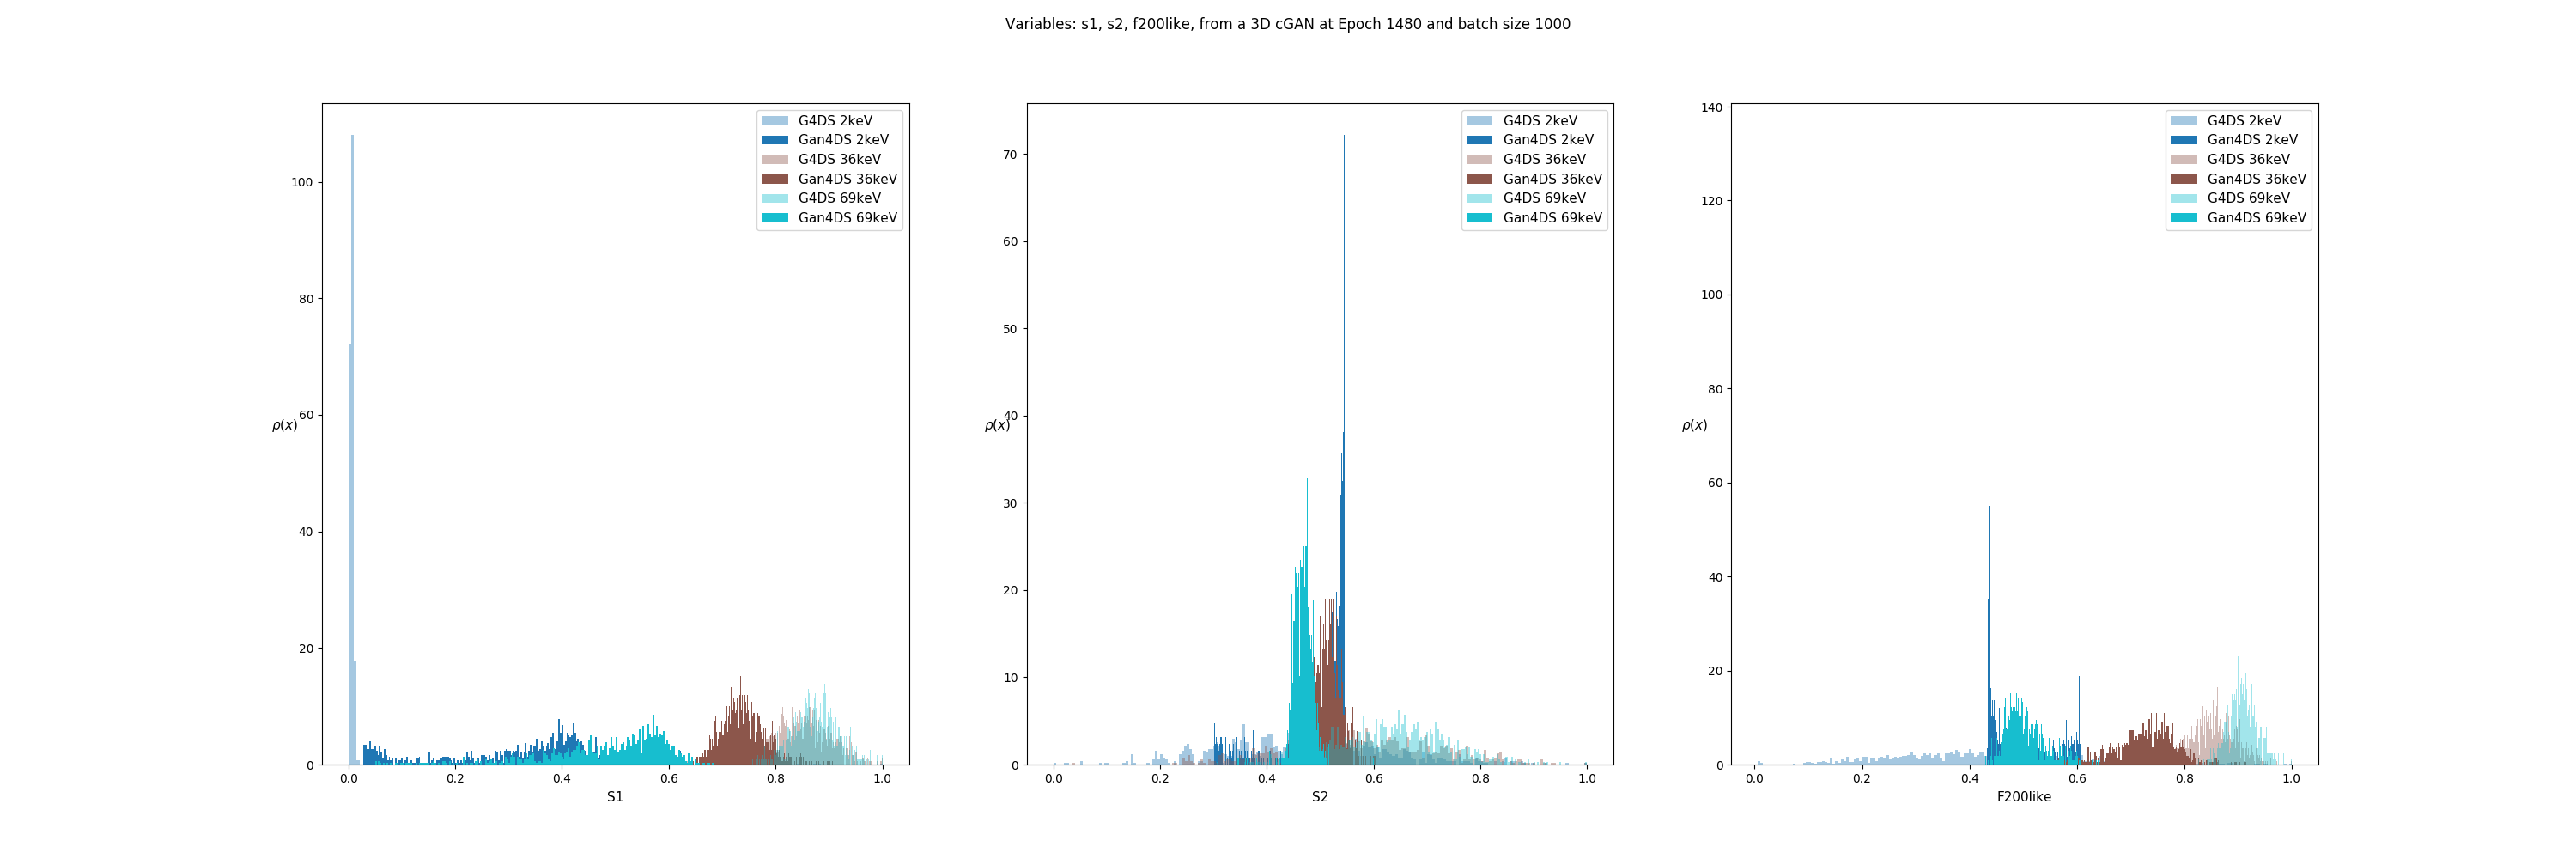 Variables: s1, s2, f200like, from a 3D cGAN at Epoch 1480 and batch size 1000
G4DS 2keV
Gan4DS 2keV
G4DS 36keV
Gan4DS 36keV
G4DS 69keV
Gan4DS 69keV
100
80
60
40
20
0
ρ(x)
0.0 0.2 0.4 0.6 0.8 1.0
S1
G4DS 2keV
Gan4DS 2keV
G4DS 36keV
Gan4DS 36keV
G4DS 69keV
Gan4DS 69keV
70
60
50
40
30
20
10
0
ρ(x)
0.0 0.2 0.4 0.6 0.8 1.0
S2
G4DS 2keV
Gan4DS 2keV
G4DS 36keV
Gan4DS 36keV
G4DS 69keV
Gan4DS 69keV
140
120
100
80
60
40
20
0
ρ(x)
0.0 0.2 0.4 0.6 0.8 1.0
F200like